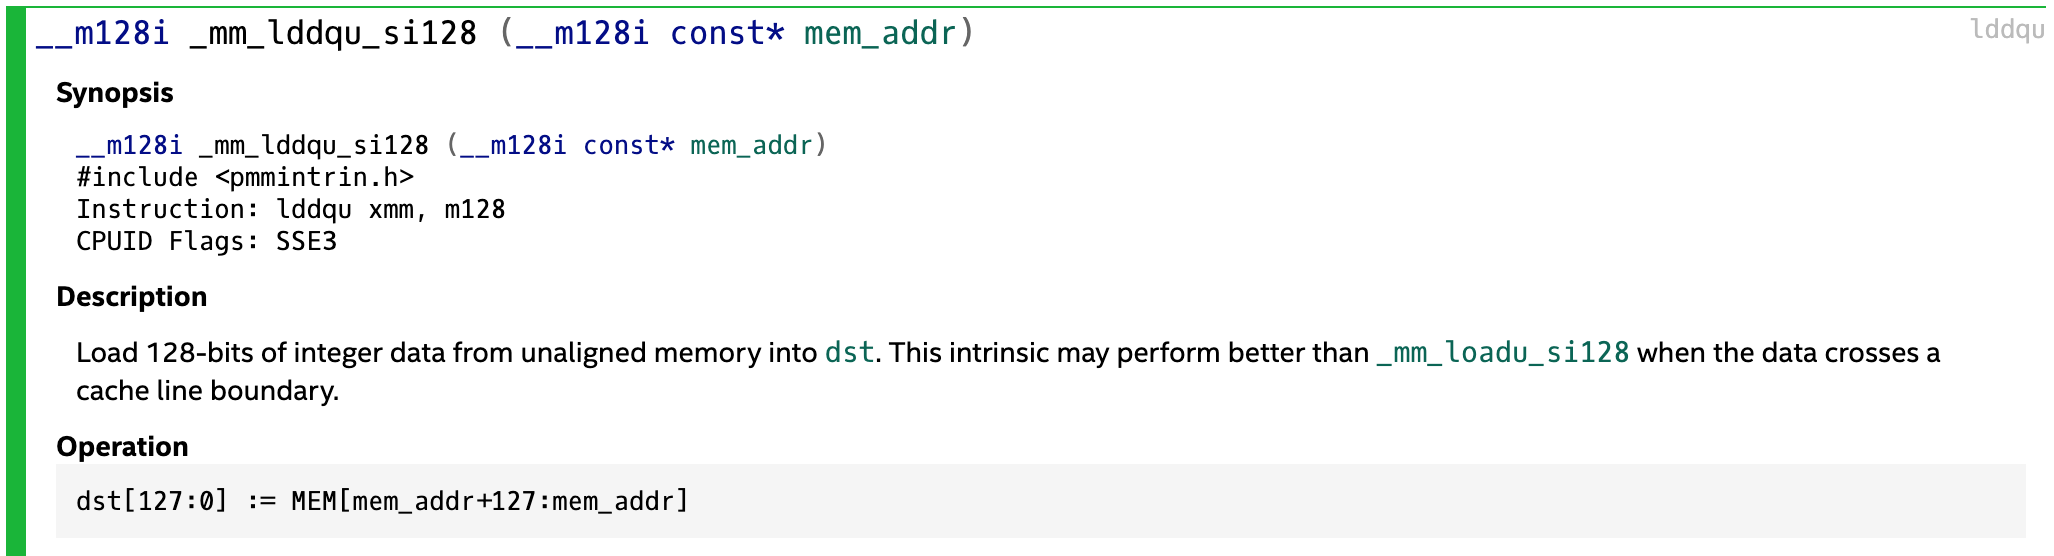 __m128i _mm_lddqu_si128 (__m128i const* mem_addr)
lddqu
Synopsis
__m128i _mm_lddqu_si128 (__m128i const* mem_addr)
#include <pmmintrin.h>
Instruction: lddqu xmm, m128
CPUID Flags: SSE3
Description
Load 128-bits of integer data from unaligned memory into dst. This intrinsic may perform better than _mm_loadu_si128 when the data crosses a
cache line boundary.
Operation
dst[127:0] := MEM[mem_addr+127:mem_addr]